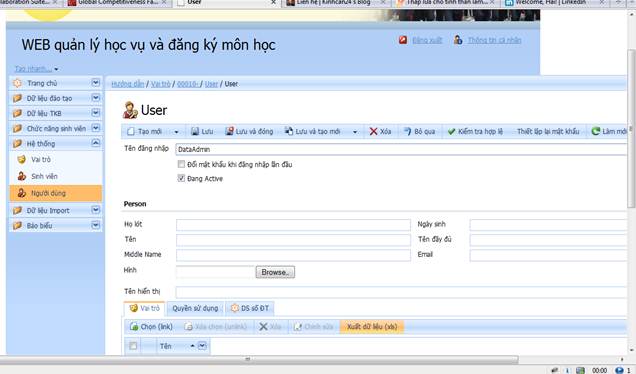 laboration Suite... Global Competitiveness Fa... User Liên hệ | Kinhcan24's Blog Thắp lửa cho tinh thần làm... Welcome, Hai! | LinkedIn
WEB quản lý học vụ và đăng ký môn học
Đăng xuất Thông tin cá nhân
Tạo nhanh...
Trang chủ
Dữ liệu đào tạo
Dữ liệu TKB
Chức năng sinh viên
Hệ thống
Vai trò
Sinh viên
Người dùng
Dữ liệu Import
Báo biểu
Hướng dẫn / Vai trò / 00010- / User / User
User
Tạo mới Lưu Lưu và đóng Lưu và tạo mới Xóa Bỏ qua Kiểm tra hợp lệ Thiết lập lại mật khẩu Làm mới
Tên đăng nhập DataAdmin
Đổi mật khẩu khi đăng nhập lần đầu
Đang Active
Person
Họ lót Ngày sinh
Tên Tên đầy đủ
Middle Name Email
Hình Browse..
Tên hiển thị
Vai trò Quyền sử dụng DS số ĐT
Chọn (link) Xóa chọn (unlink) Xóa Chỉnh sửa Xuất dữ liệu (xls)
Tên
00:00 1